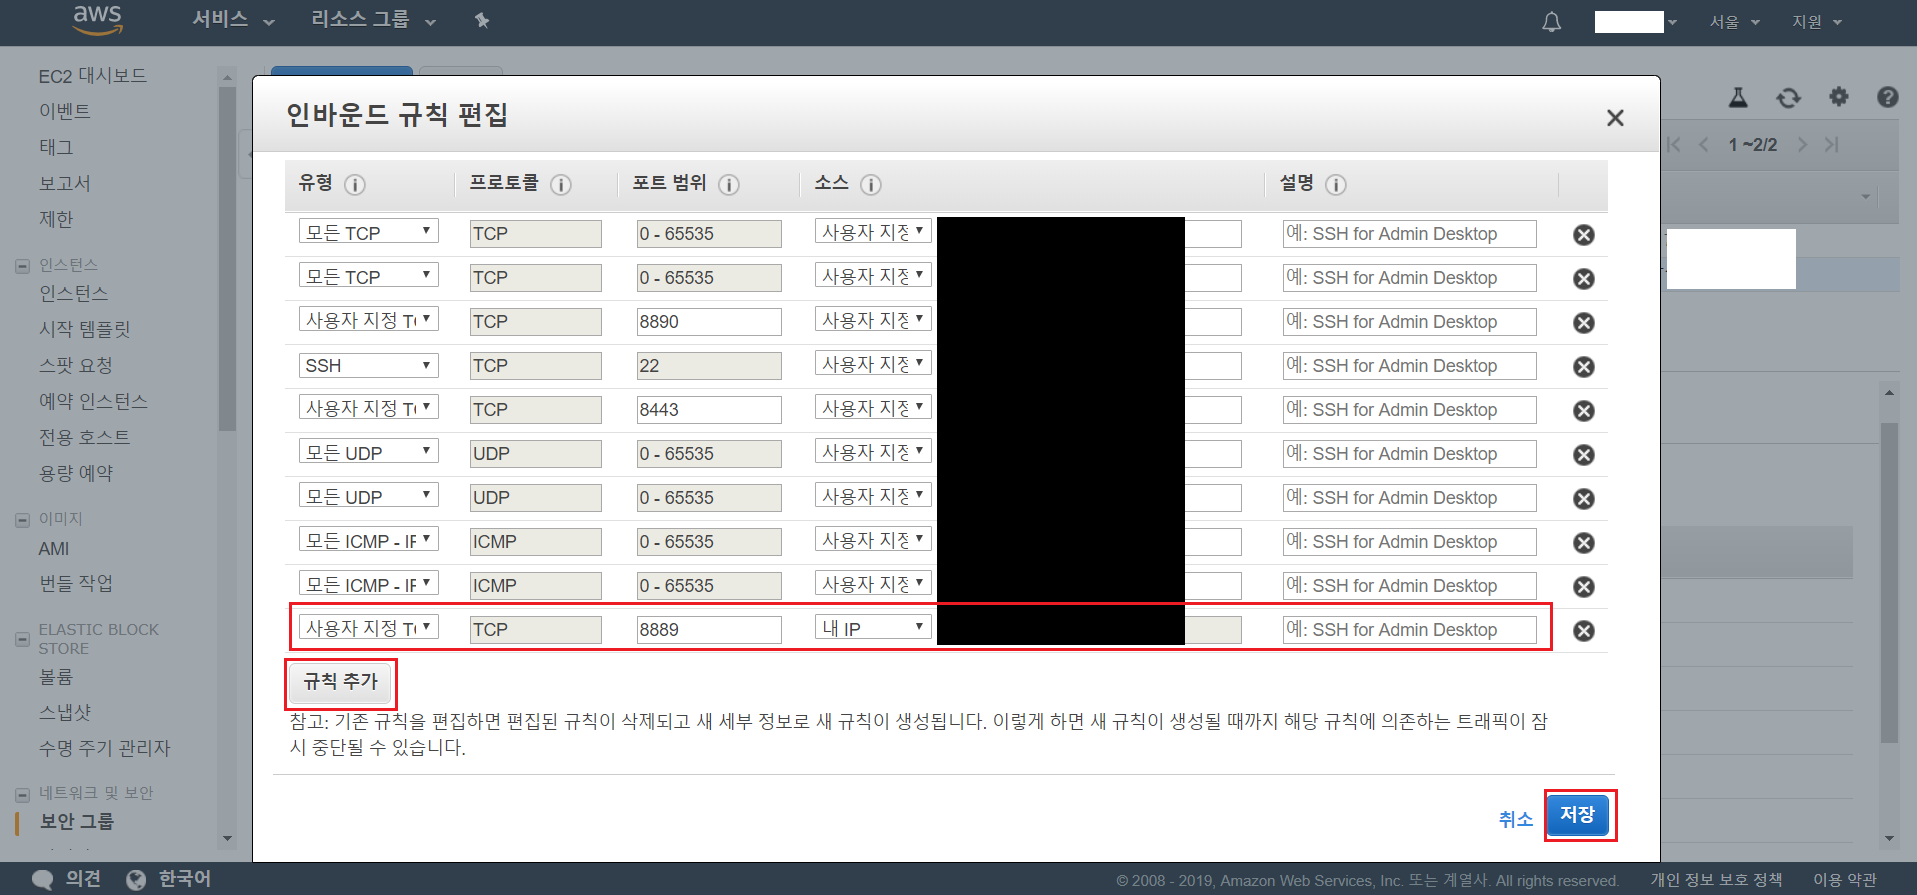 aws 서비스 리소스 그룹 서울 지원
EC2 대시보드
이벤트
태그
보고서
제한
인스턴스
인스턴스
시작 템플릿
스팟 요청
예약 인스턴스
전용 호스트
용량 예약
이미지
AMI
번들 작업
ELASTIC BLOCK
STORE
볼륨
스냅샷
수명 주기 관리자
네트워크 및 보안
보안 그룹
1 ~2/2
인바운드 규칙 편집
유형 프로토콜 포트 범위 소스 설명
모든 TCP TCP 0 - 65535 사용자 지정 예: SSH for Admin Desktop
모든 TCP TCP 0 - 65535 사용자 지정 예: SSH for Admin Desktop
사용자 지정 TC TCP 8890 사용자 지정 예: SSH for Admin Desktop
SSH TCP 22 사용자 지정 예: SSH for Admin Desktop
사용자 지정 TC TCP 8443 사용자 지정 예: SSH for Admin Desktop
모든 UDP UDP 0 - 65535 사용자 지정 예: SSH for Admin Desktop
모든 UDP UDP 0 - 65535 사용자 지정 예: SSH for Admin Desktop
모든 ICMP - IP ICMP 0 - 65535 사용자 지정 예: SSH for Admin Desktop
모든 ICMP - IP ICMP 0 - 65535 사용자 지정 예: SSH for Admin Desktop
사용자 지정 TC TCP 8889 내 IP 예: SSH for Admin Desktop
규칙 추가
참고: 기존 규칙을 편집하면 편집된 규칙이 삭제되고 새 세부 정보로 새 규칙이 생성됩니다. 이렇게 하면 새 규칙이 생성될 때까지 해당 규칙에 의존하는 트래픽이 잠
시 중단될 수 있습니다.
취소 저장
의견 한국어 © 2008 - 2019, Amazon Web Services, Inc. 또는 계열사. All rights reserved. 개인 정보 보호 정책 이용 약관